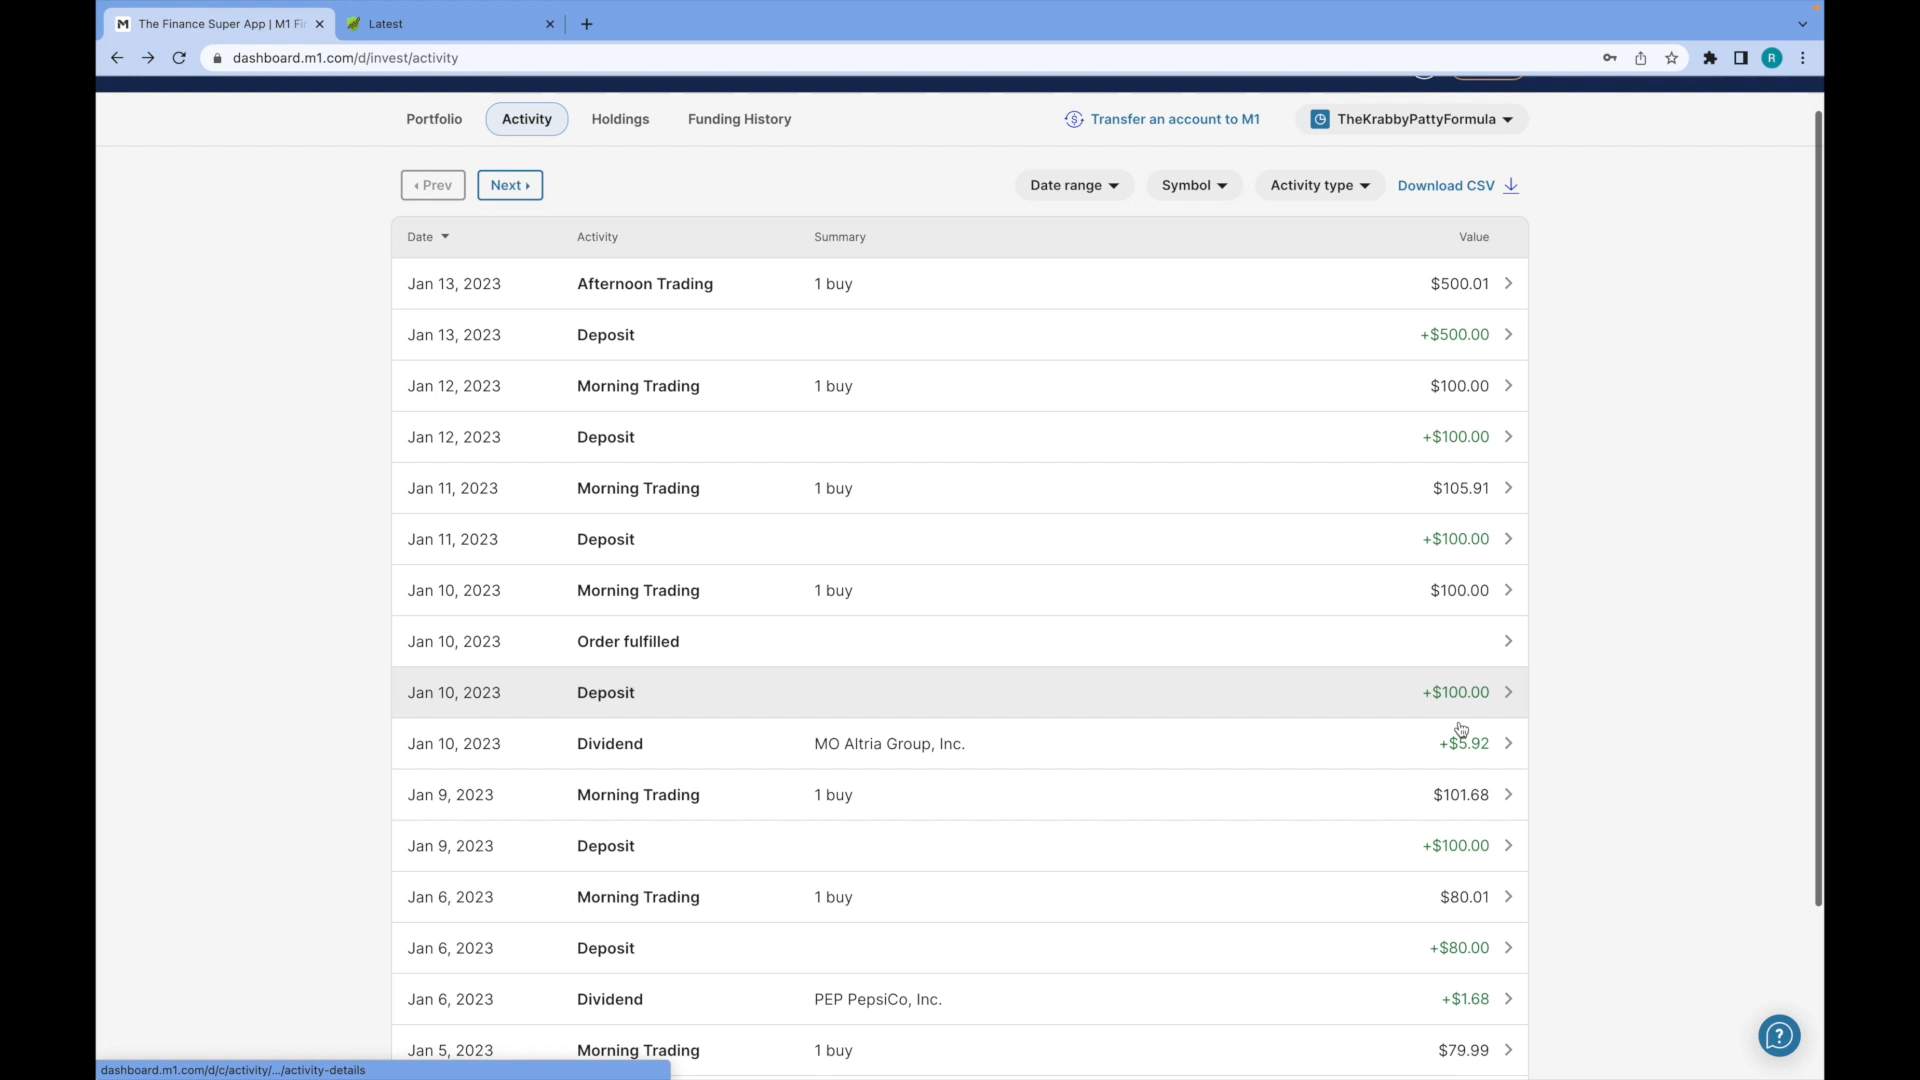 The Finance Super App | M1 Fi
Latest
dashboard.m1.com/d/invest/activity
R
Portfolio Activity Holdings Funding History Transfer an account to M1 TheKrabbyPattyFormula
Prev Next Date range Symbol Activity type Download CSV
Date Activity Summary Value
Jan 13, 2023 Afternoon Trading 1 buy $500.01
Jan 13, 2023 Deposit +$500.00
Jan 12, 2023 Morning Trading 1 buy $100.00
Jan 12, 2023 Deposit +$100.00
Jan 11, 2023 Morning Trading 1 buy $105.91
Jan 11, 2023 Deposit +$100.00
Jan 10, 2023 Morning Trading 1 buy $100.00
Jan 10, 2023 Order fulfilled
Jan 10, 2023 Deposit +$100.00
Jan 10, 2023 Dividend MO Altria Group, Inc. +$5.92
Jan 9, 2023 Morning Trading 1 buy $101.68
Jan 9, 2023 Deposit +$100.00
Jan 6, 2023 Morning Trading 1 buy $80.01
Jan 6, 2023 Deposit +$80.00
Jan 6, 2023 Dividend PEP PepsiCo, Inc. +$1.68
Jan 5, 2023 Morning Trading 1 buy $79.99
dashboard.m1.com/d/c/activity/.../activity-details